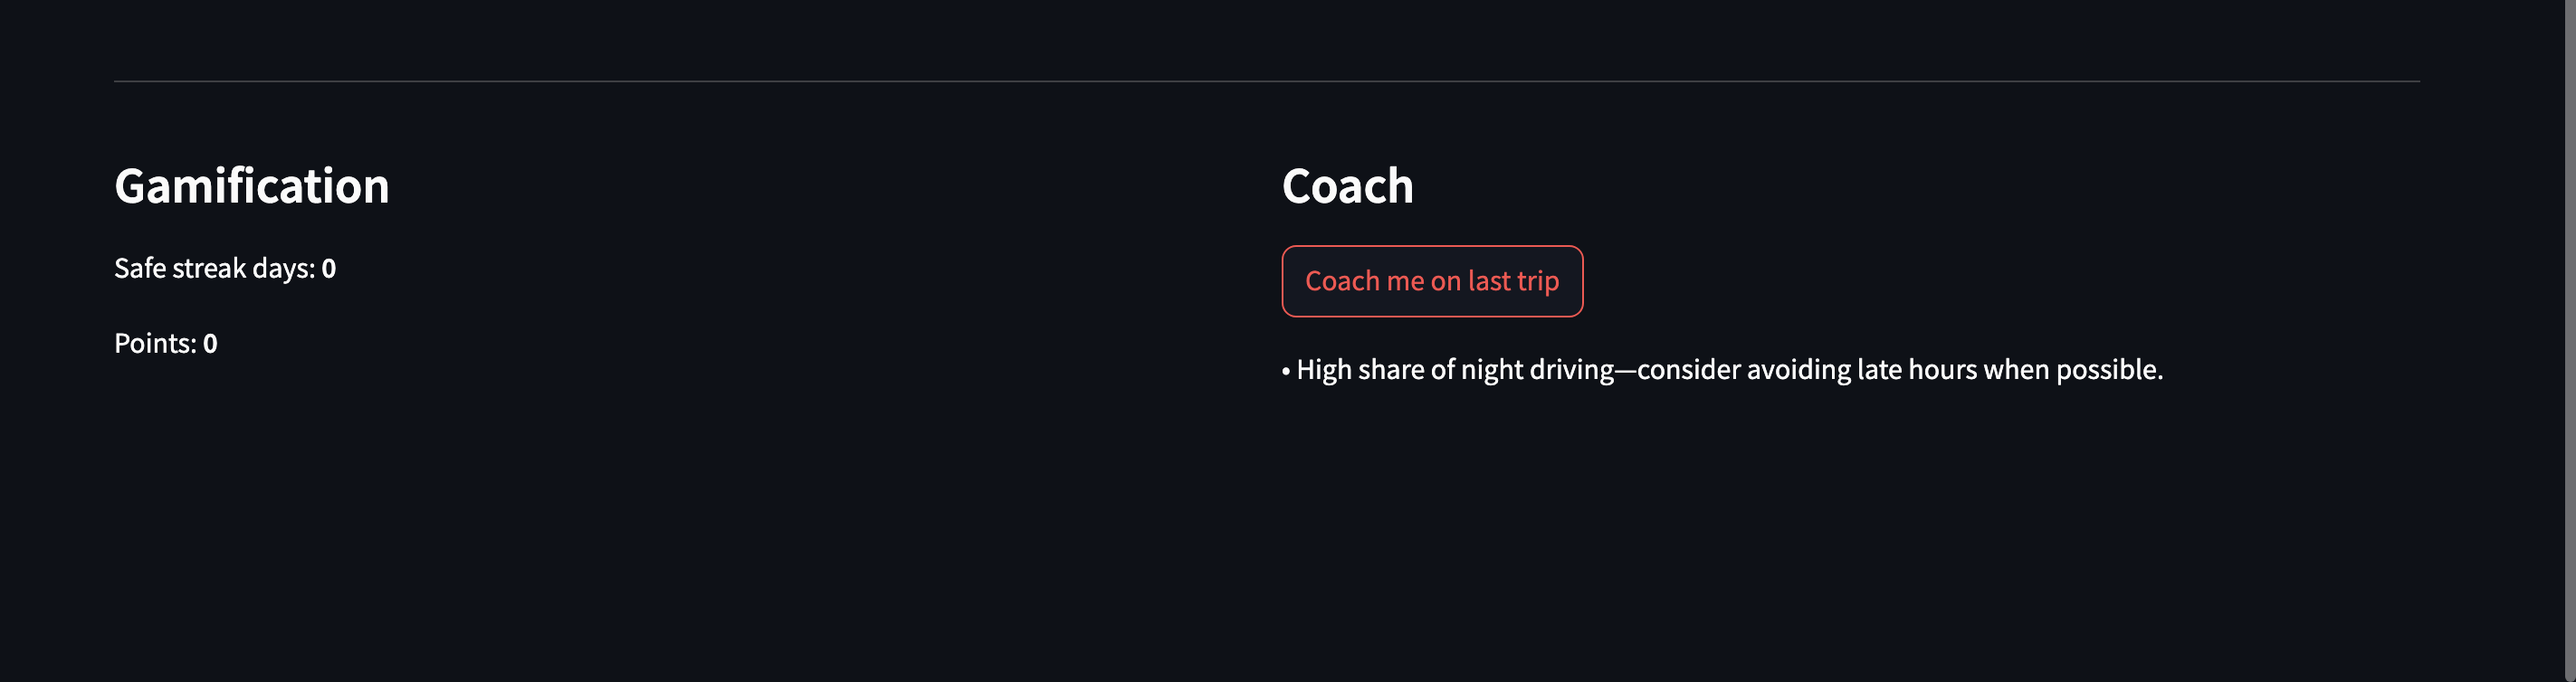 Gamification
Safe streak days: 0
Points: 0
Coach
Coach me on last trip
• High share of night driving—consider avoiding late hours when possible.